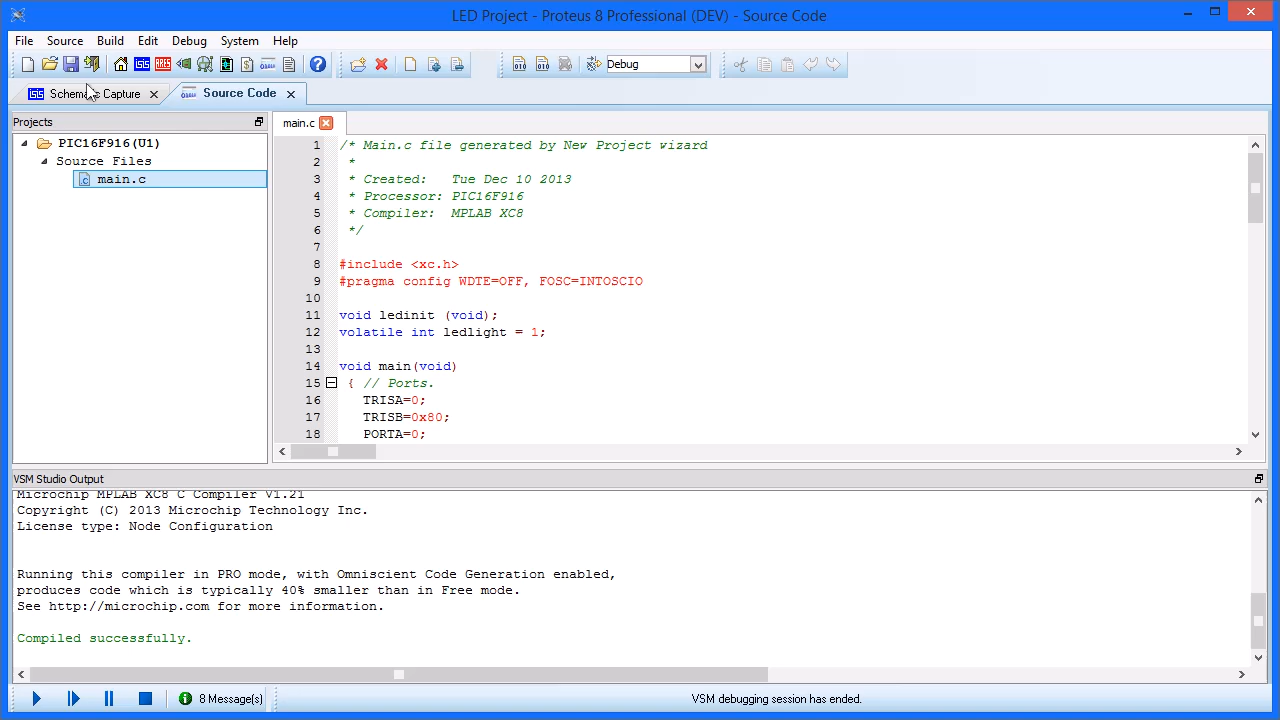 LED Project - Proteus 8 Professional (DEV) - Source Code
File Source Build Edit Debug System Help
Debug
Schematic Capture Source Code
Projects
PIC16F916(U1)
Source Files
main.c
main.c
1 /* Main.c file generated by New Project wizard
2 *
3 * Created: Tue Dec 10 2013
4 * Processor: PIC16F916
5 * Compiler: MPLAB XC8
6 */
7
8 #include <xc.h>
9 #pragma config WDTE=OFF, FOSC=INTOSCIO
10
11 void ledinit (void);
12 volatile int ledlight = 1;
13
14 void main(void)
15 { // Ports.
16 TRISA=0;
17 TRISB=0x80;
18 PORTA=0;
VSM Studio Output
Microchip MPLAB XC8 C Compiler V1.21
Copyright (C) 2013 Microchip Technology Inc.
License type: Node Configuration
Running this compiler in PRO mode, with Omniscient Code Generation enabled,
produces code which is typically 40% smaller than in Free mode.
See http://microchip.com for more information.
Compiled successfully.
8 Message(s) VSM debugging session has ended.